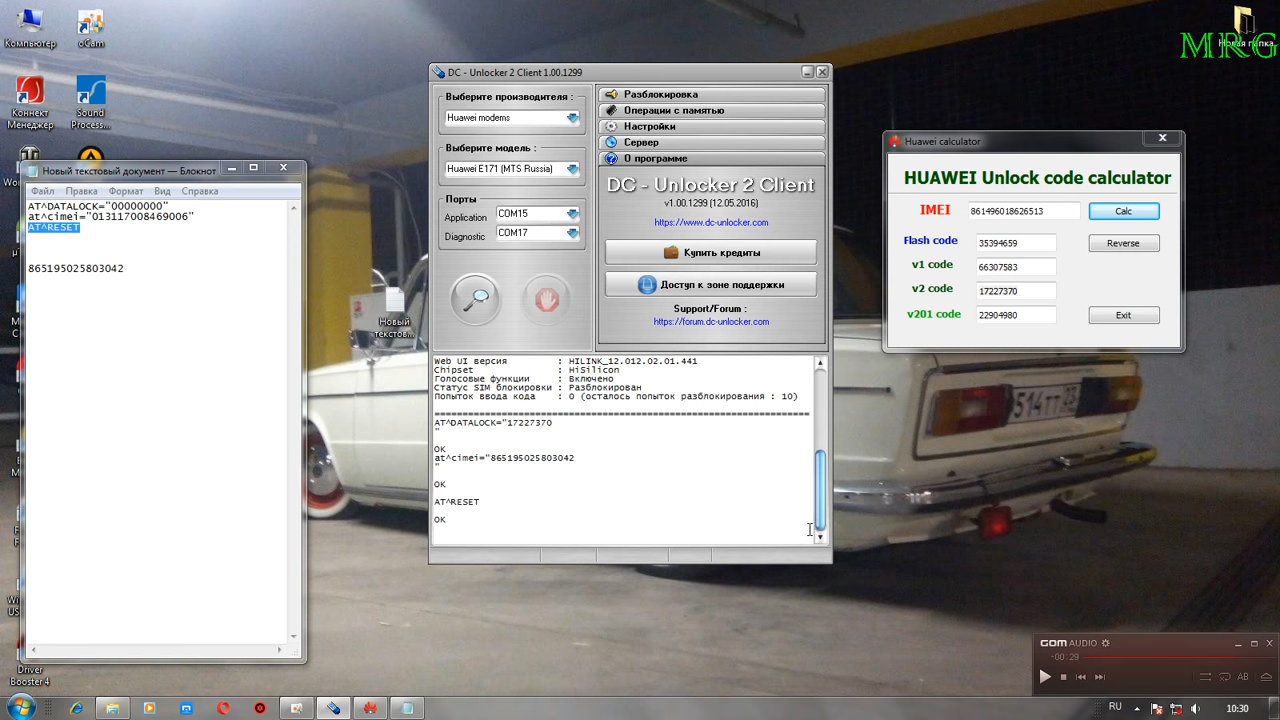 Компьютер
oCam
Коннект
Менеджер
Sound
Process...
Новый
текстов...
Driver
Booster 4
MRG
Новая папка
Новый текстовый документ — Блокнот
Файл Правка Формат Вид Справка
AT^DATALOCK="00000000"
at^cimei="013117008469006"
AT^RESET
865195025803042
DC - Unlocker 2 Client 1.00.1299
Выберите производителя :
Huawei modems
Выберите модель :
Huawei E171 (MTS Russia)
Порты
Application COM15
Diagnostic COM17
Разблокировка
Операции с памятью
Настройки
Сервер
О программе
DC - Unlocker 2 Client
v1.00.1299 (12.05.2016)
https://www.dc-unlocker.com
Купить кредиты
Доступ к зоне поддержки
Support/Forum :
https://forum.dc-unlocker.com
Web UI версия : HILINK_12.012.02.01.441
Chipset : HiSilicon
Голосовые функции : Включено
Статус SIM блокировки : Разблокирован
Попыток ввода кода : 0 (осталось попыток разблокирования : 10)
AT^DATALOCK="17227370
"
OK
at^cimei="865195025803042
"
OK
AT^RESET
OK
Huawei calculator
HUAWEI Unlock code calculator
IMEI 861496018626513 Calc
Flash code 35394659 Reverse
v1 code 66307583
v2 code 17227370
v201 code 22904980 Exit
GOM AUDIO
-00:29
AB
RU 10:30